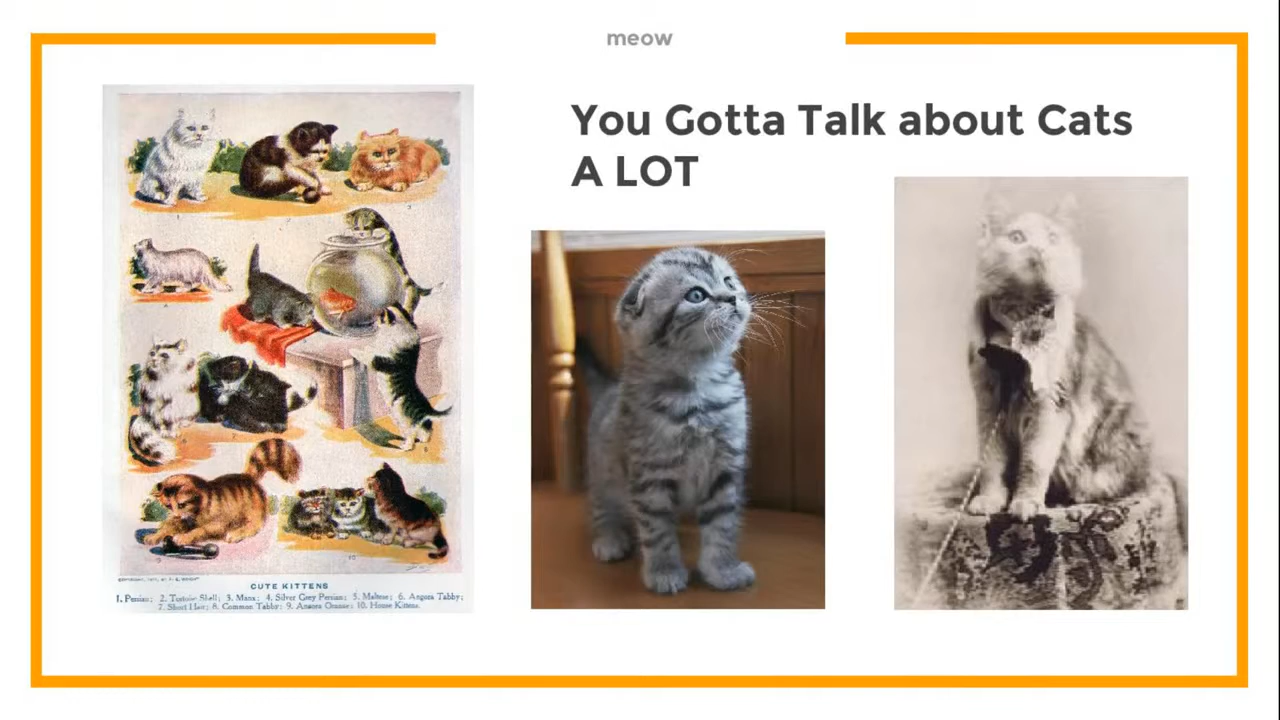 meow
You Gotta Talk about Cats
A LOT
CUTE KITTENS
1. Persian; 2. Tortoise Shell; 3. Manx; 4. Silver Grey Persian; 5. Maltese; 6. Angora Tabby;
7. Short Hair; 8. Common Tabby; 9. Angora Orange; 10. House Kittens.